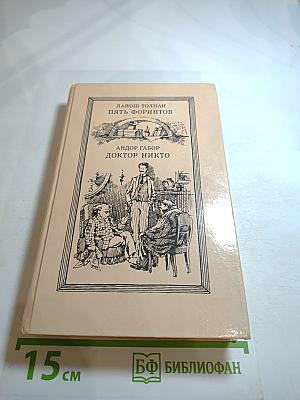 ЛАЙОШ ТОЛНАИ
ПЯТЬ ФОРИНТОВ
АНДОР ГАБОР
ДОКТОР НИКТО
15 см
БФ БИБЛИОФАН